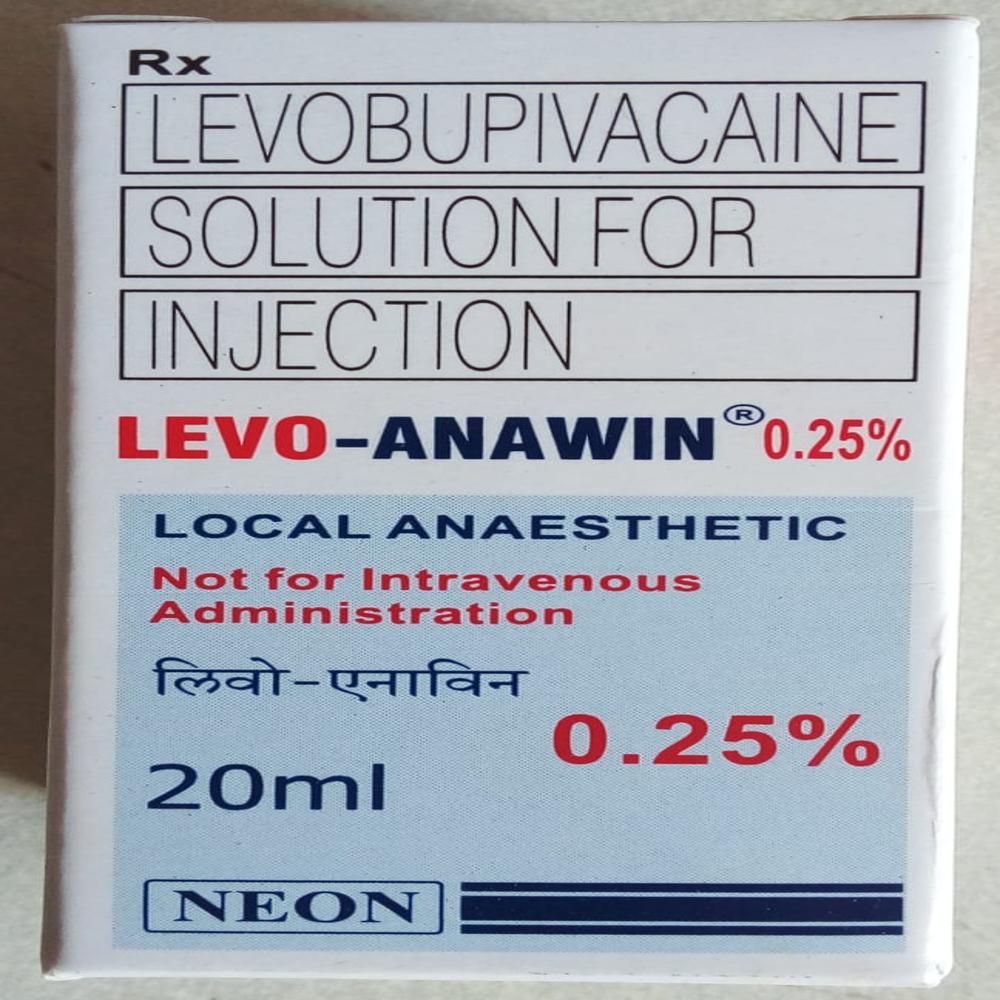 Rx
LEVOBUPIVACAINE
SOLUTION FOR
INJECTION
LEVO-ANAWIN® 0.25%
LOCAL ANAESTHETIC
Not for Intravenous
Administration
लिवो-एनाविन
0.25%
20ml
NEON